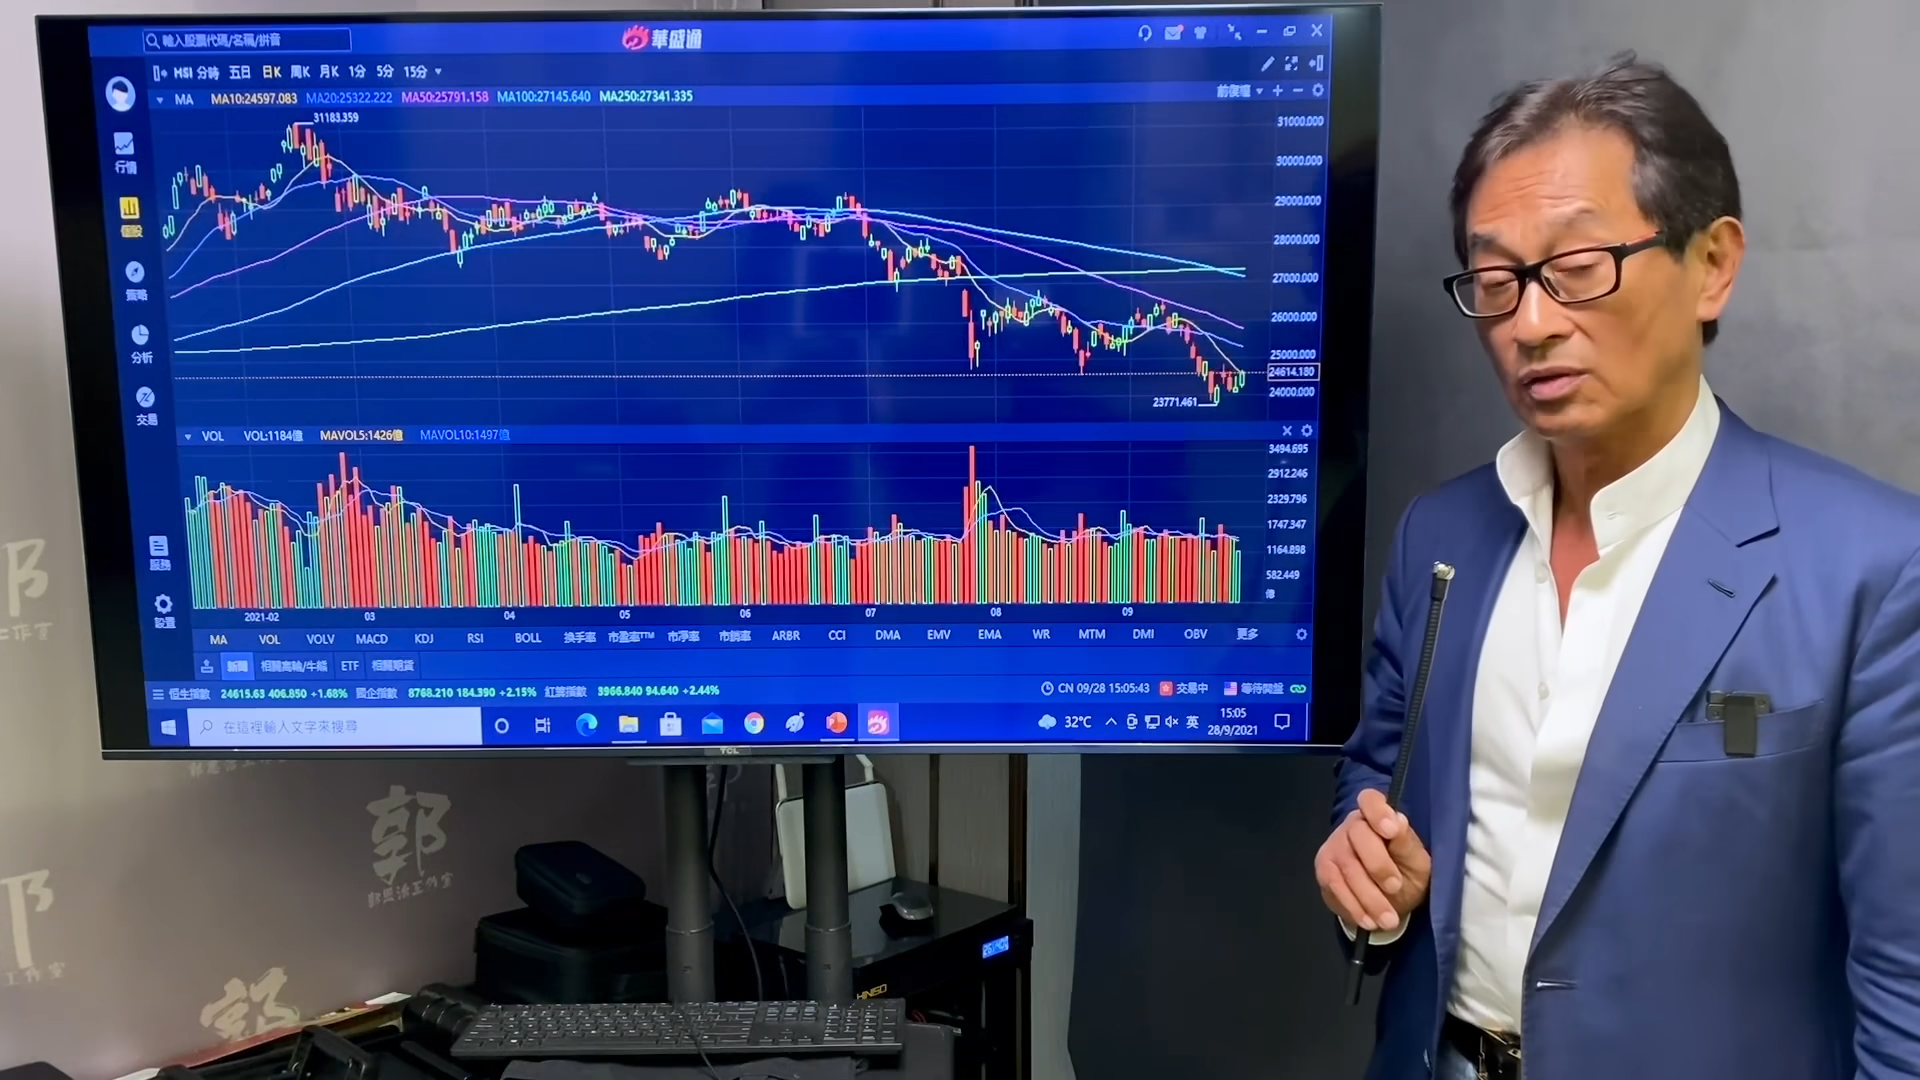 輸入股票代碼/名稱/拼音
華盛通
HSI 分時 五日 日K 周K 月K 1分 5分 15分
MA MA10:24597.083 MA20:25322.222 MA50:25791.158 MA100:27145.640 MA250:27341.335
前復權
31183.359
31000.000
30000.000
29000.000
28000.000
27000.000
26000.000
25000.000
24614.180
24000.000
23771.461
行情
個股
策略
分析
交易
服務
設置
VOL VOL:1184億 MAVOL5:1426億 MAVOL10:1497億
3494.695
2912.246
2329.796
1747.347
1164.898
582.449
億
2021-02 03 04 05 06 07 08 09
MA VOL VOLV MACD KDJ RSI BOLL 換手率 市盈率TTM 市淨率 市銷率 ARBR CCI DMA EMV EMA WR MTM DMI OBV 更多
新聞 相關窩輪/牛熊 ETF 相關期貨
恒生指數 24615.63 406.850 +1.68% 國企指數 8768.210 184.390 +2.15% 紅籌指數 3966.840 94.640 +2.44%
CN 09/28 15:05:43 交易中 等待開盤
在這裡輸入文字來搜尋
32°C 英 15:05
28/9/2021
TCL
郭
工作室